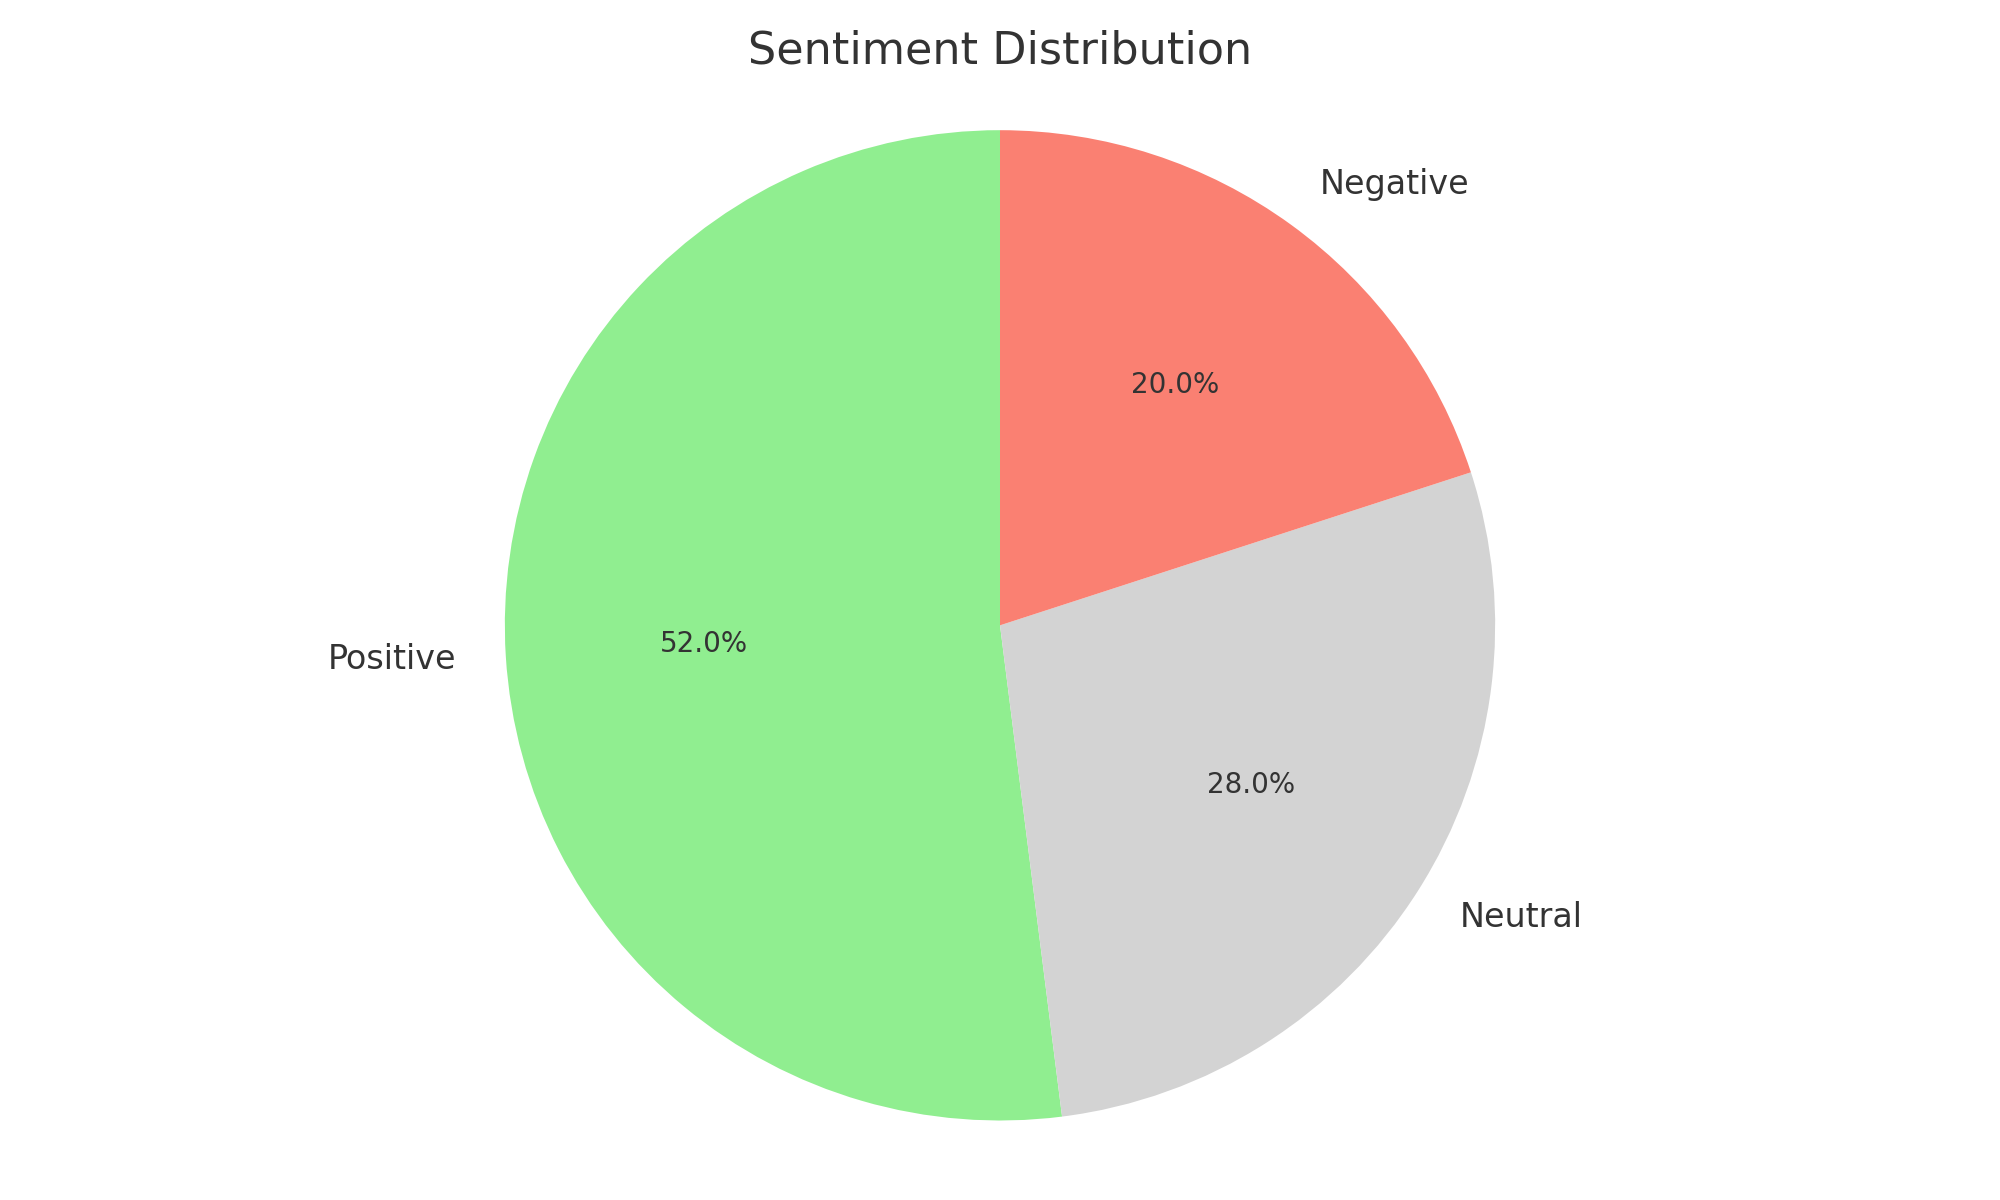 Sentiment Distribution
Negative
20.0%
52.0%
Positive
28.0%
Neutral